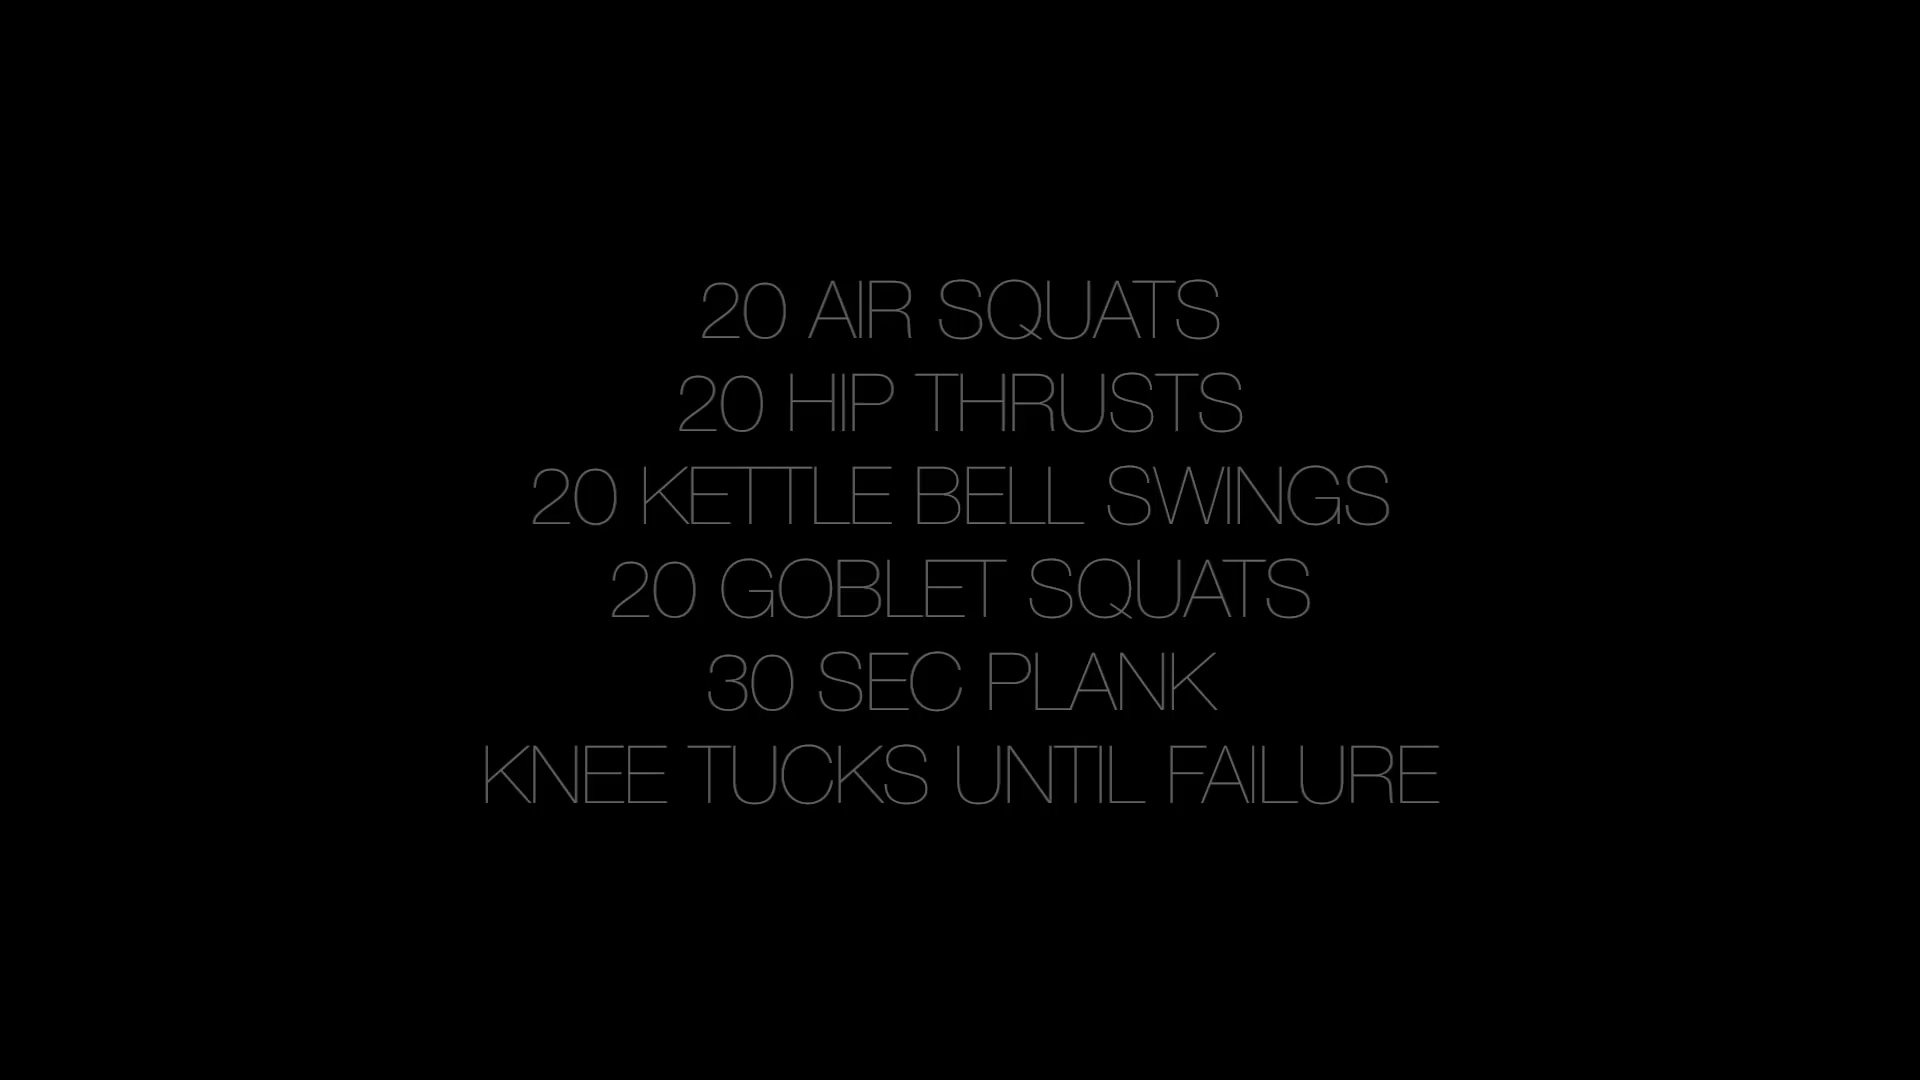 20 AIR SQUATS
20 HIP THRUSTS
20 KETTLE BELL SWINGS
20 GOBLET SQUATS
30 SEC PLANK
KNEE TUCKS UNTIL FAILURE